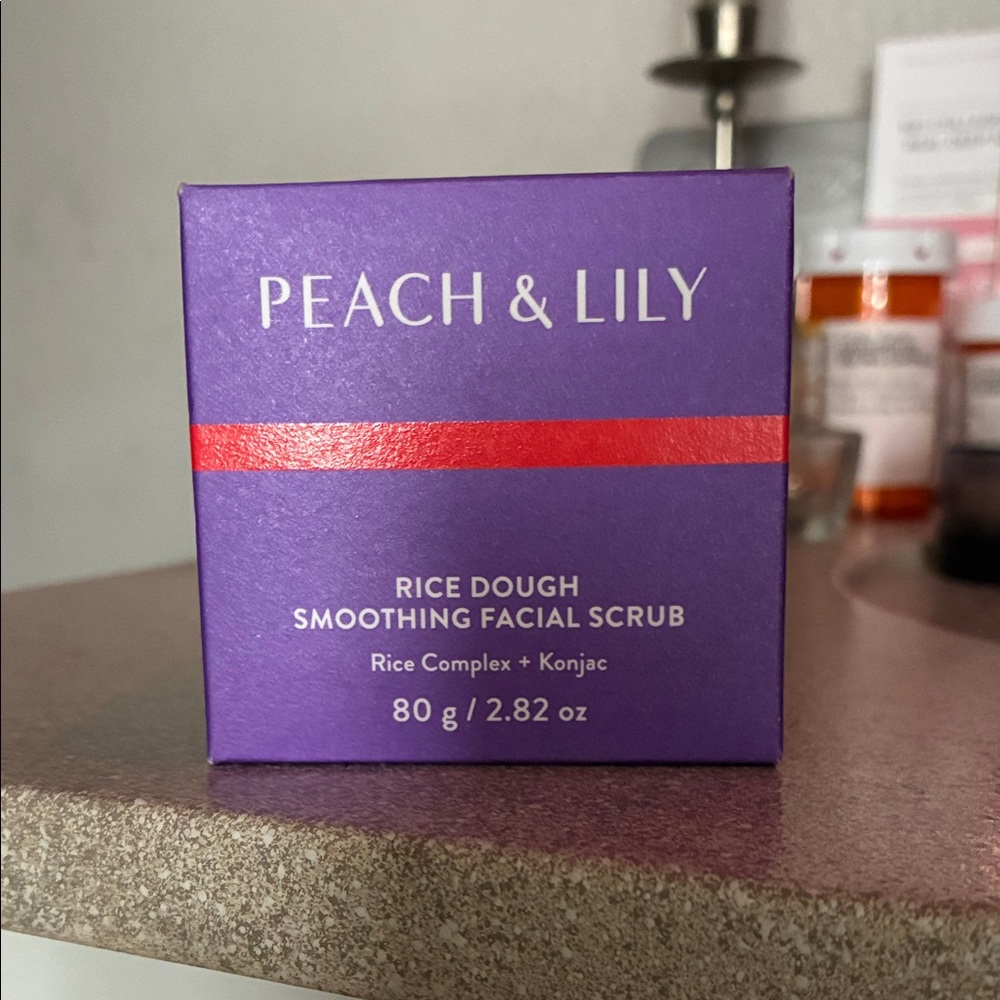 PEACH & LILY
RICE DOUGH
SMOOTHING FACIAL SCRUB
Rice Complex + Konjac
80 g / 2.82 oz